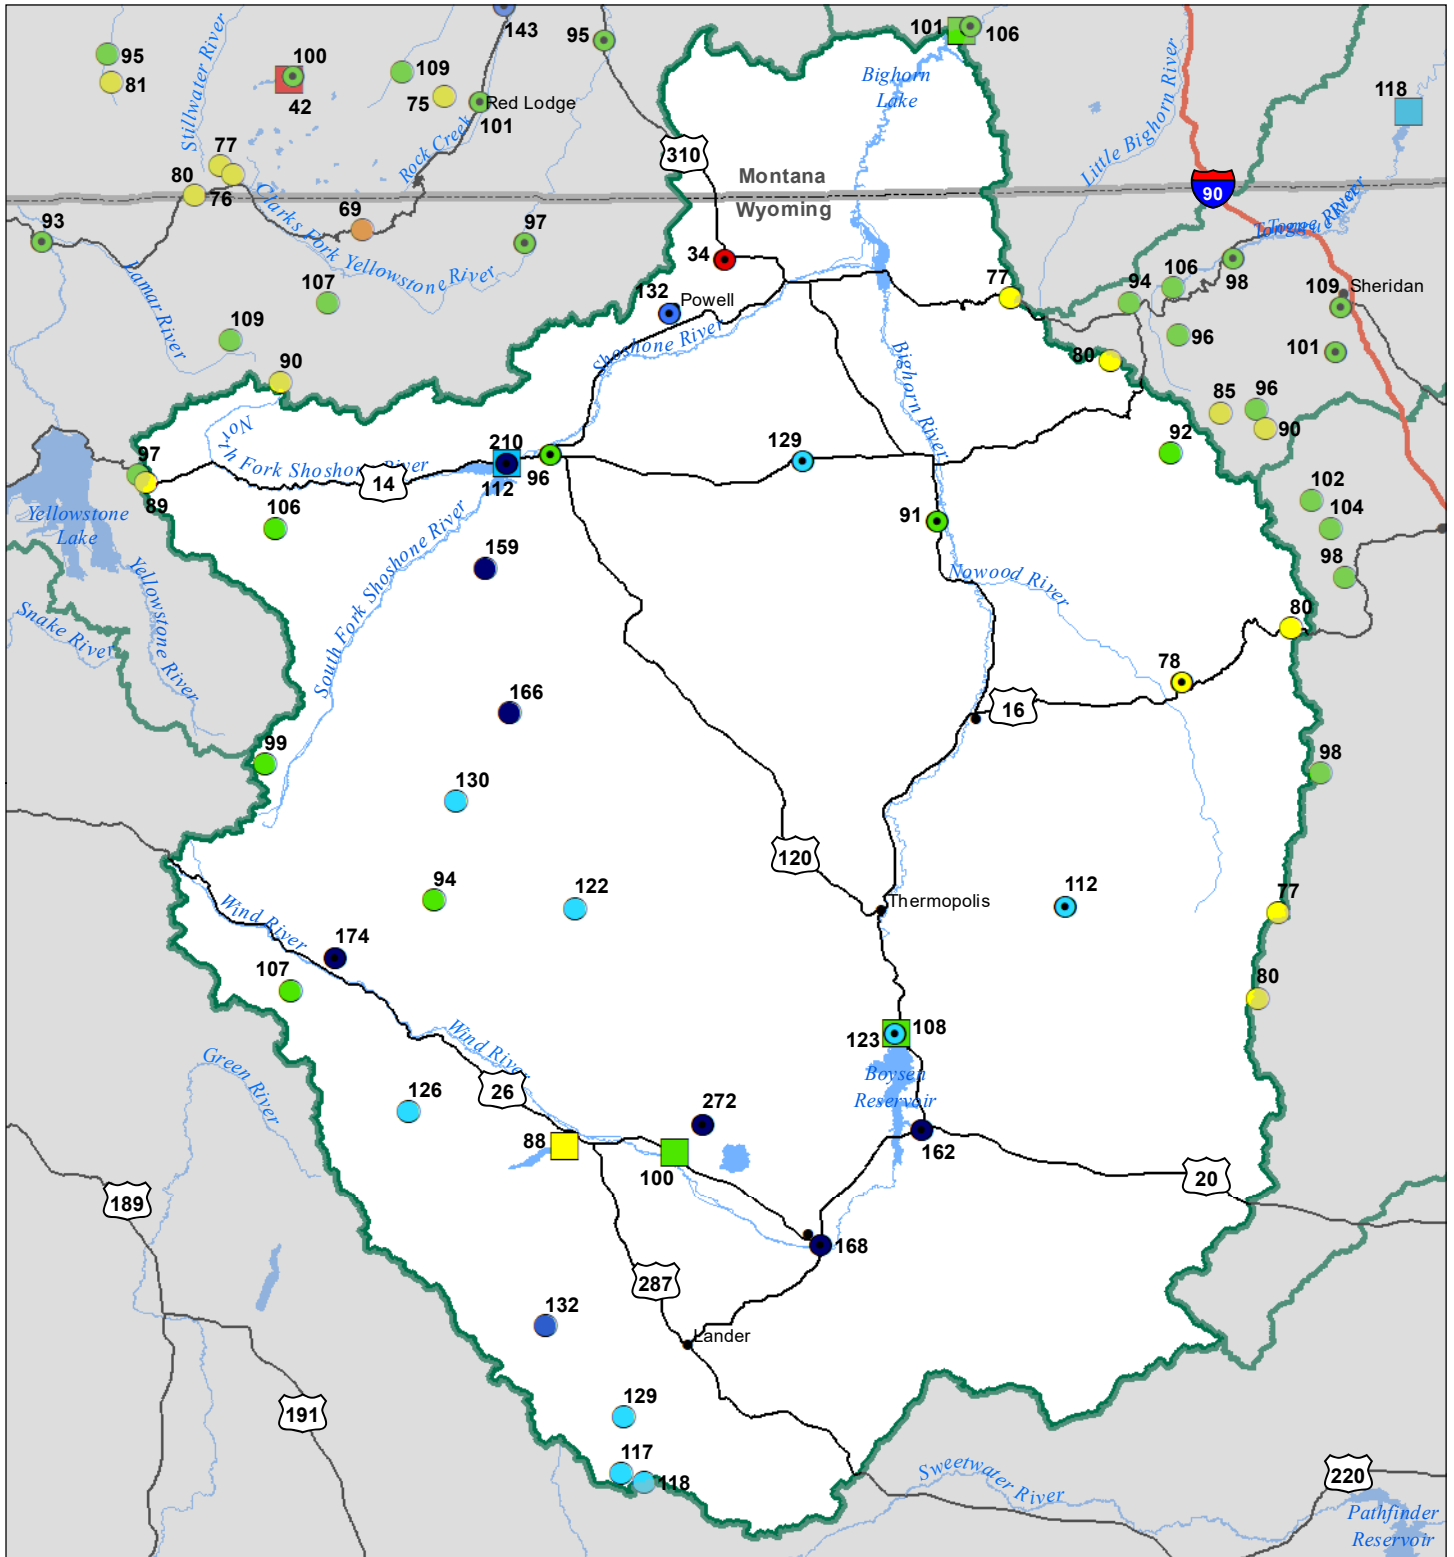 143
95
101
106
95
81
Stillwater River
100
42
109
75
Red Lodge
101
Rock Creek
Bighorn
Lake
Little Bighorn River
118
310
77
80
76
Montana
Wyoming
90
Tongue River
93
69
97
Clarks Fork Yellowstone River
34
77
94
106
98
109
Sheridan
107
132
Powell
Lamar River
109
90
Shoshone River
Bighorn River
80
96
101
85
96
90
92
North Fork Shoshone River
97
89
14
210
112
96
129
102
104
98
Yellowstone
Lake
106
159
91
South Fork Shoshone River
Yellowstone River
Snake River
Nowood River
80
78
166
16
99
98
130
120
94
122
Thermopolis
112
77
Wind River
174
107
80
123
108
Wind River
Green River
Boysen
Reservoir
126
26
272
88
100
162
20
189
168
287
132
Lander
191
129
117
118
Sweetwater River
220
Pathfinder
Reservoir